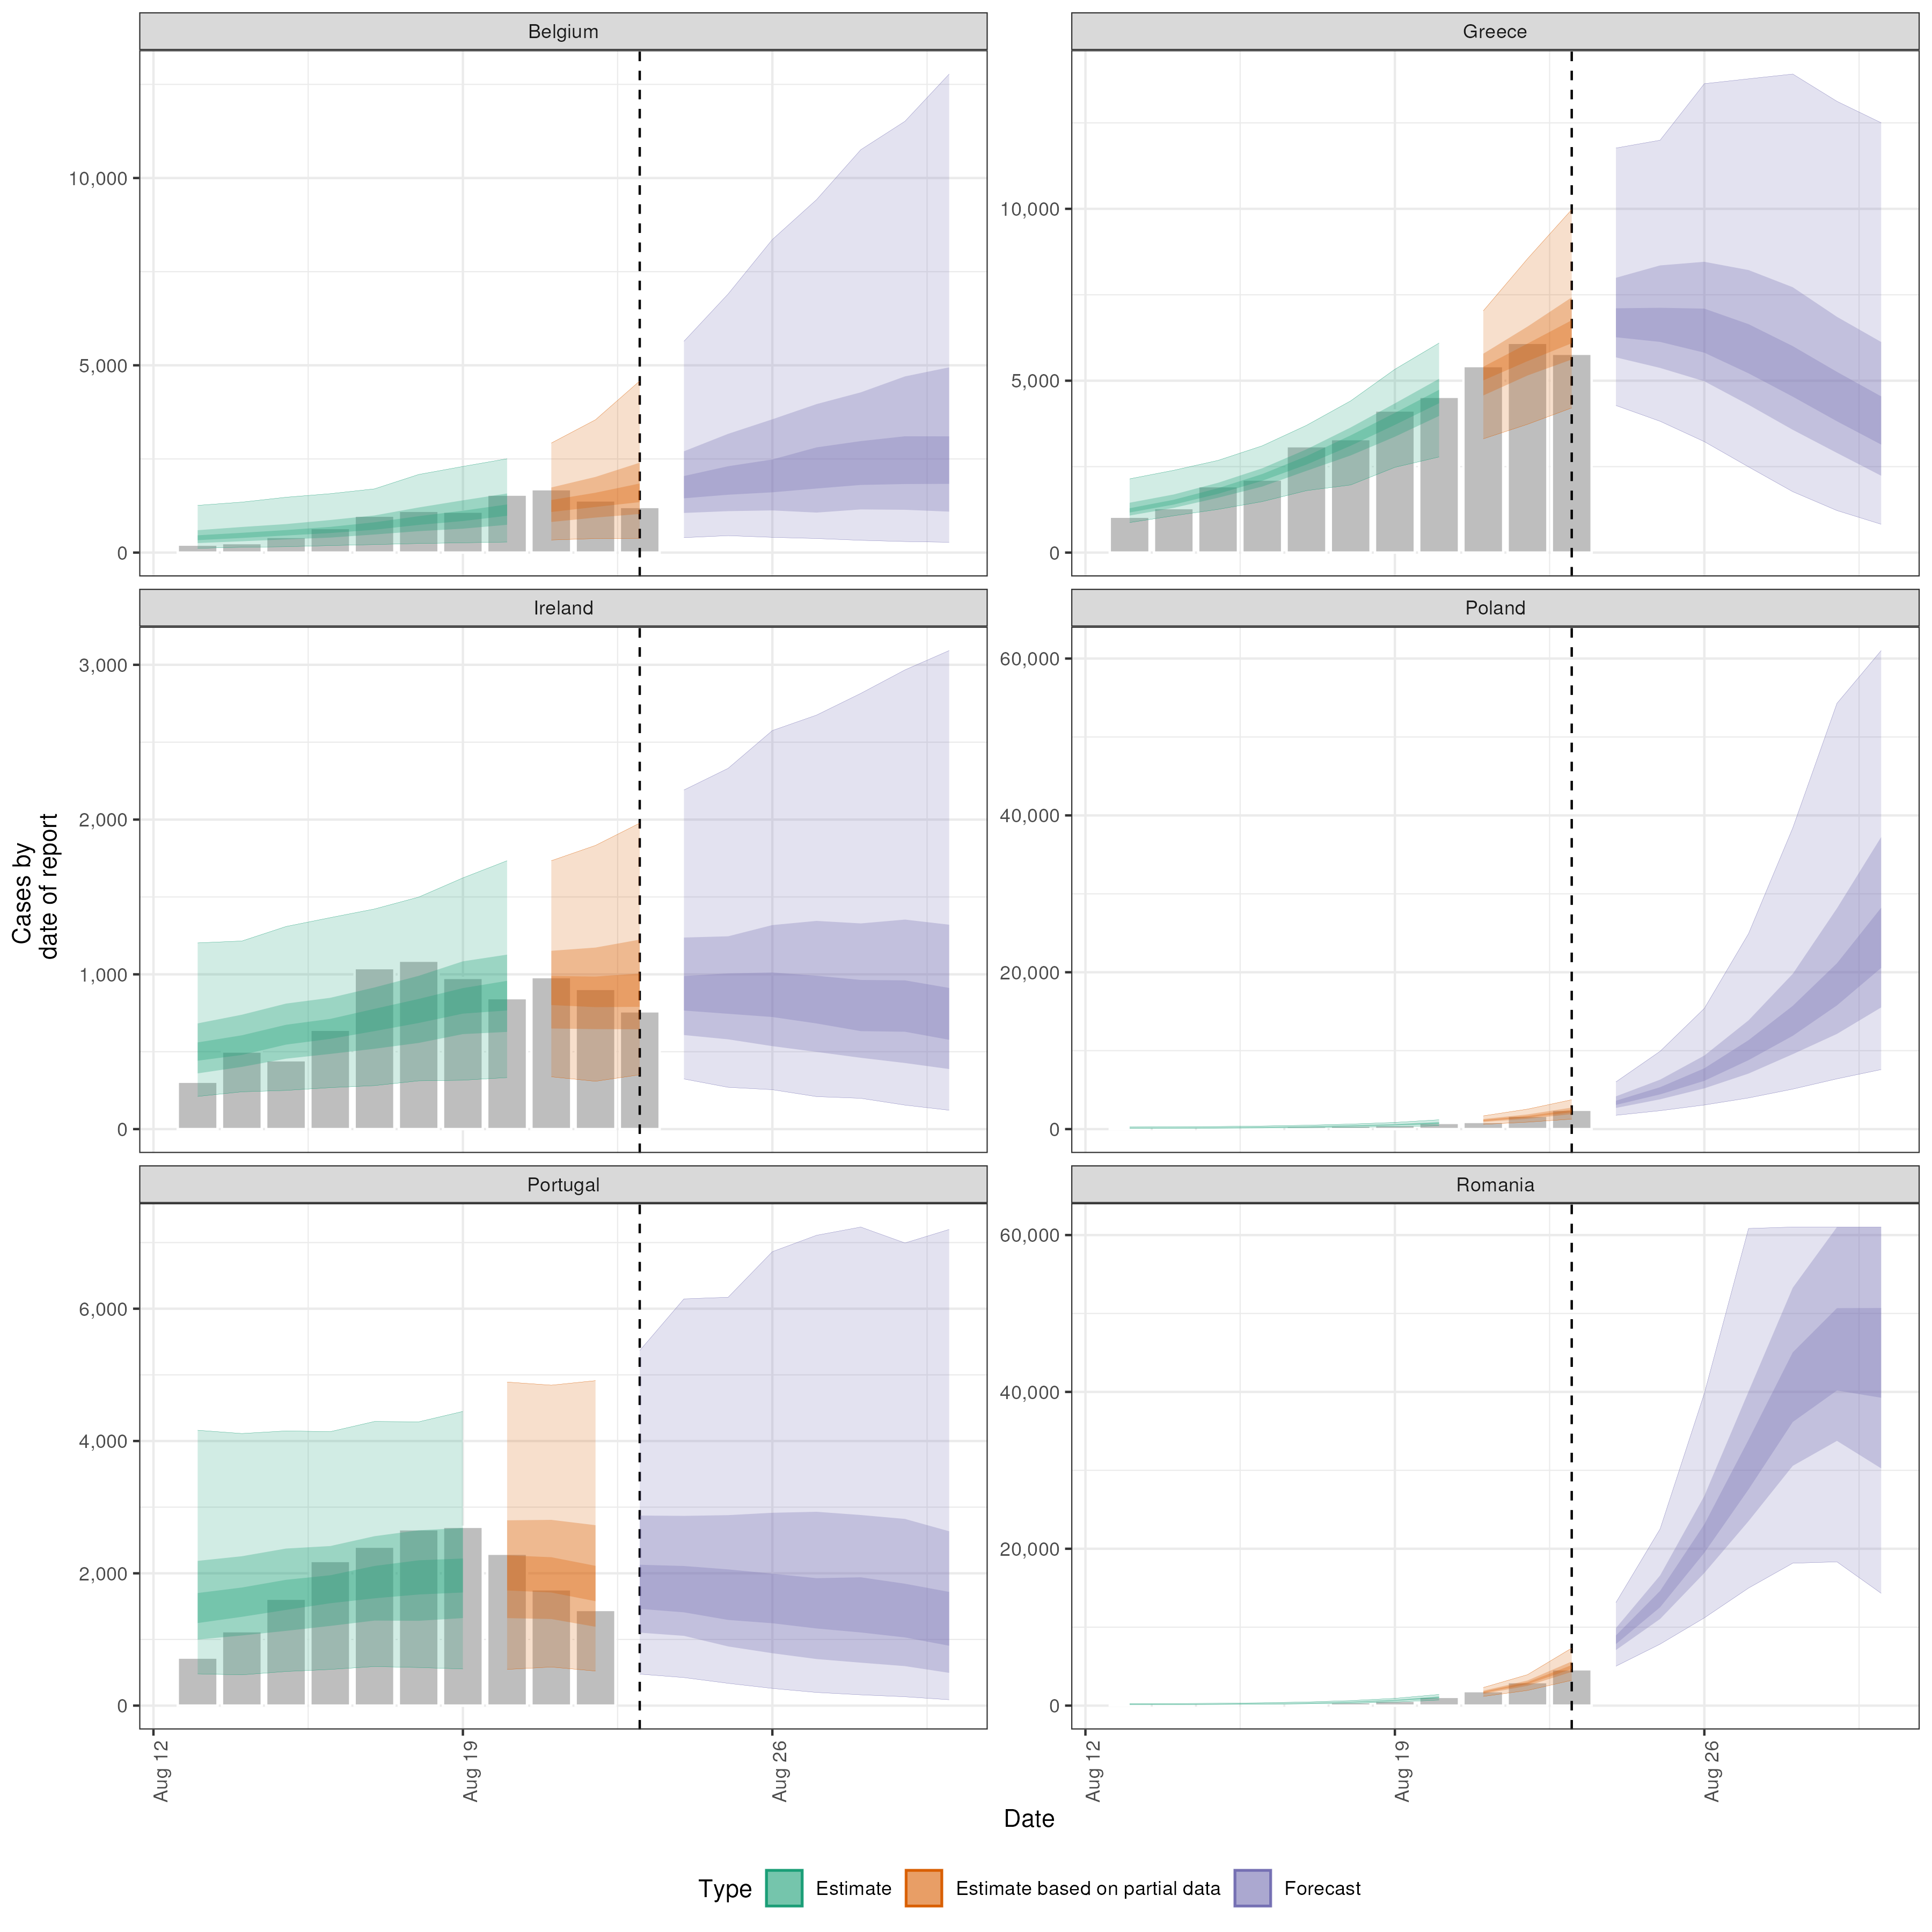 Belgium
Greece
10,000
5,000
0
10,000
5,000
0
Ireland
Poland
3,000
2,000
1,000
0
60,000
40,000
20,000
0
Cases by
date of report
Portugal
Romania
6,000
4,000
2,000
0
60,000
40,000
20,000
0
Aug 12
Aug 19
Aug 26
Aug 12
Aug 19
Aug 26
Date
Type
Estimate
Estimate based on partial data
Forecast